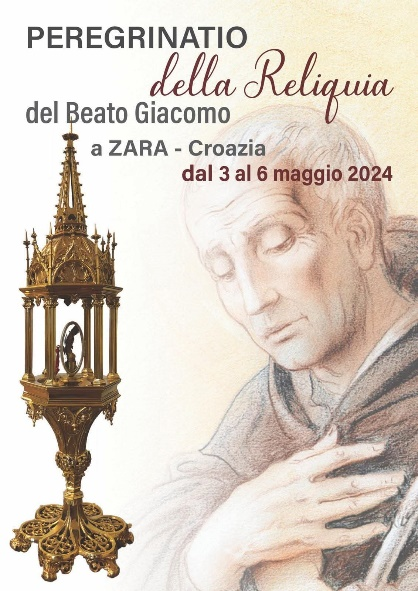 PEREGRINATIO
della Reliquia
del Beato Giacomo
a ZARA - Croazia
dal 3 al 6 maggio 2024